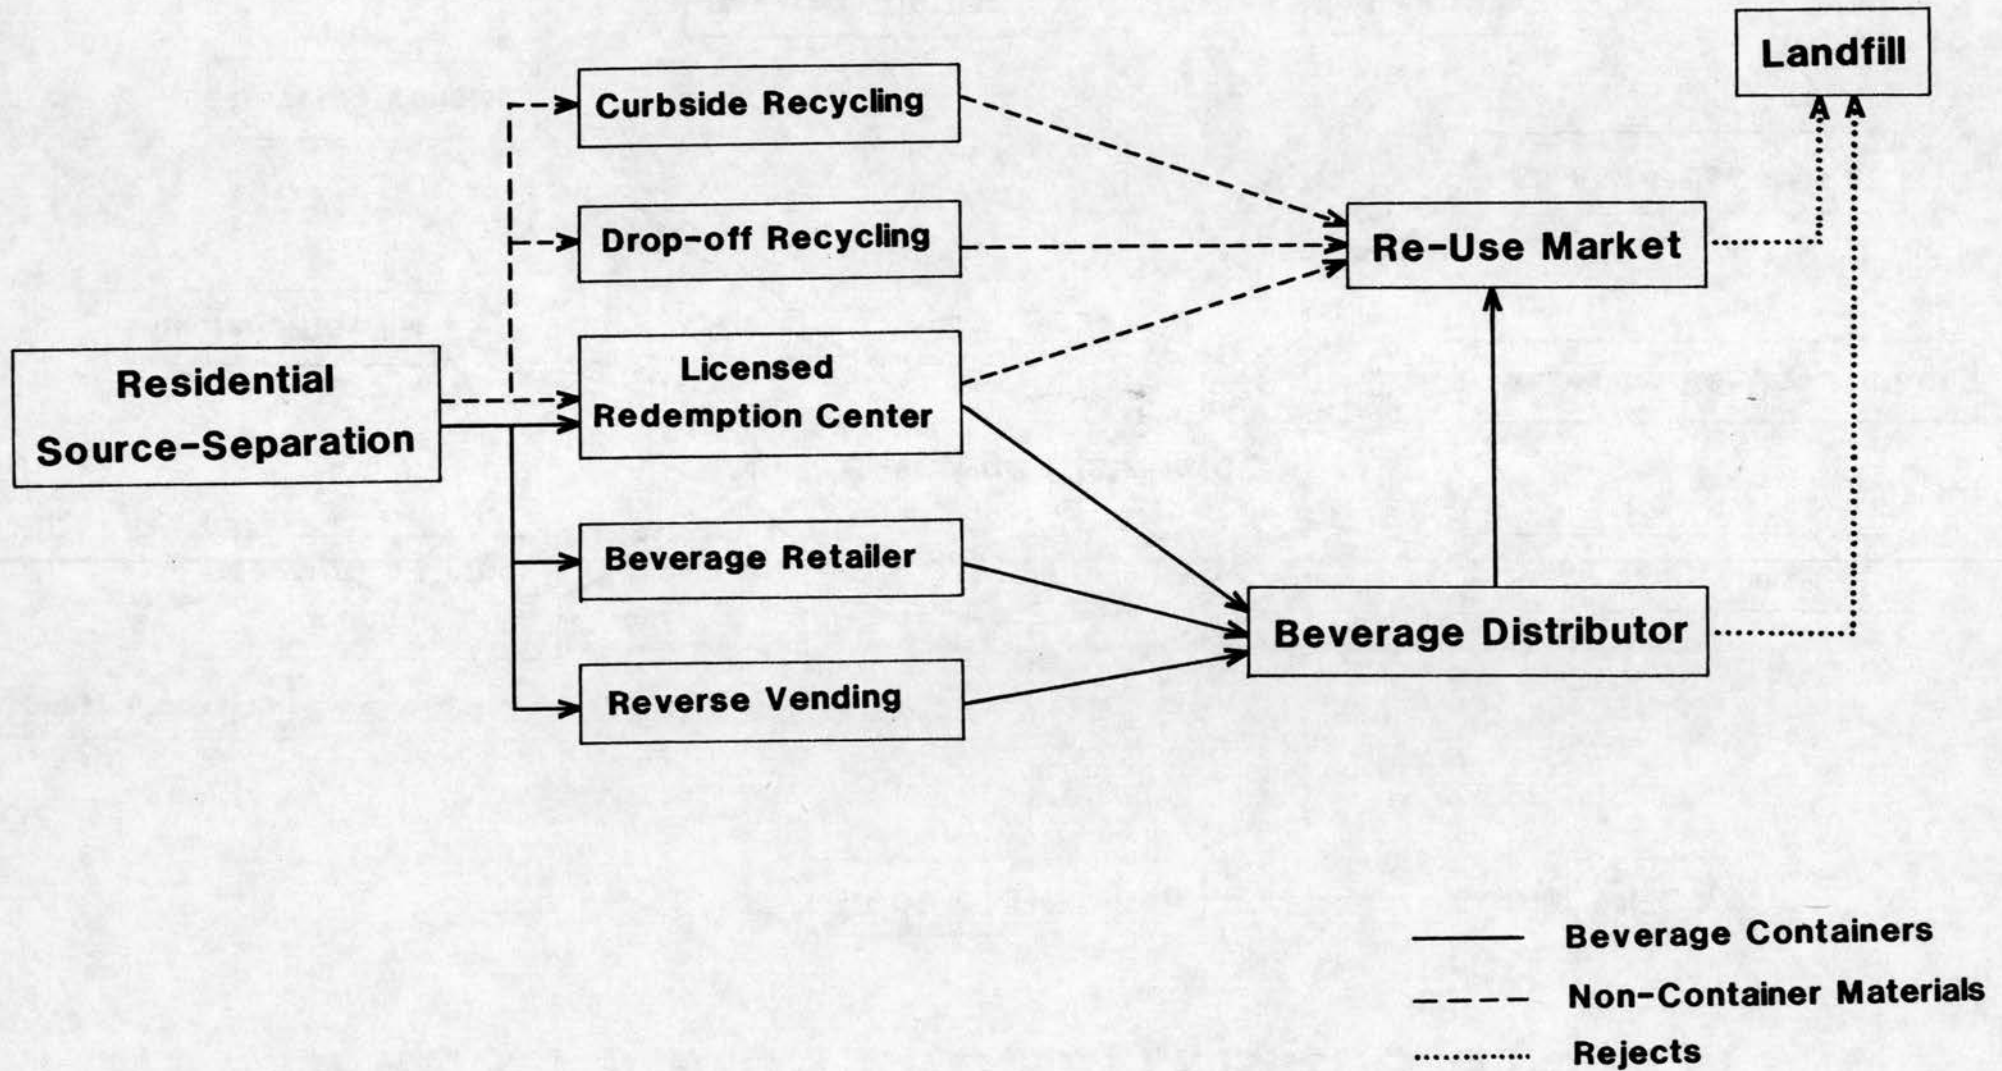 Landfill
Curbside Recycling
Drop-off Recycling
Re-Use Market
Residential
Source-Separation
Licensed
Redemption Center
Beverage Retailer
Beverage Distributor
Reverse Vending
Beverage Containers
Non-Container Materials
Rejects